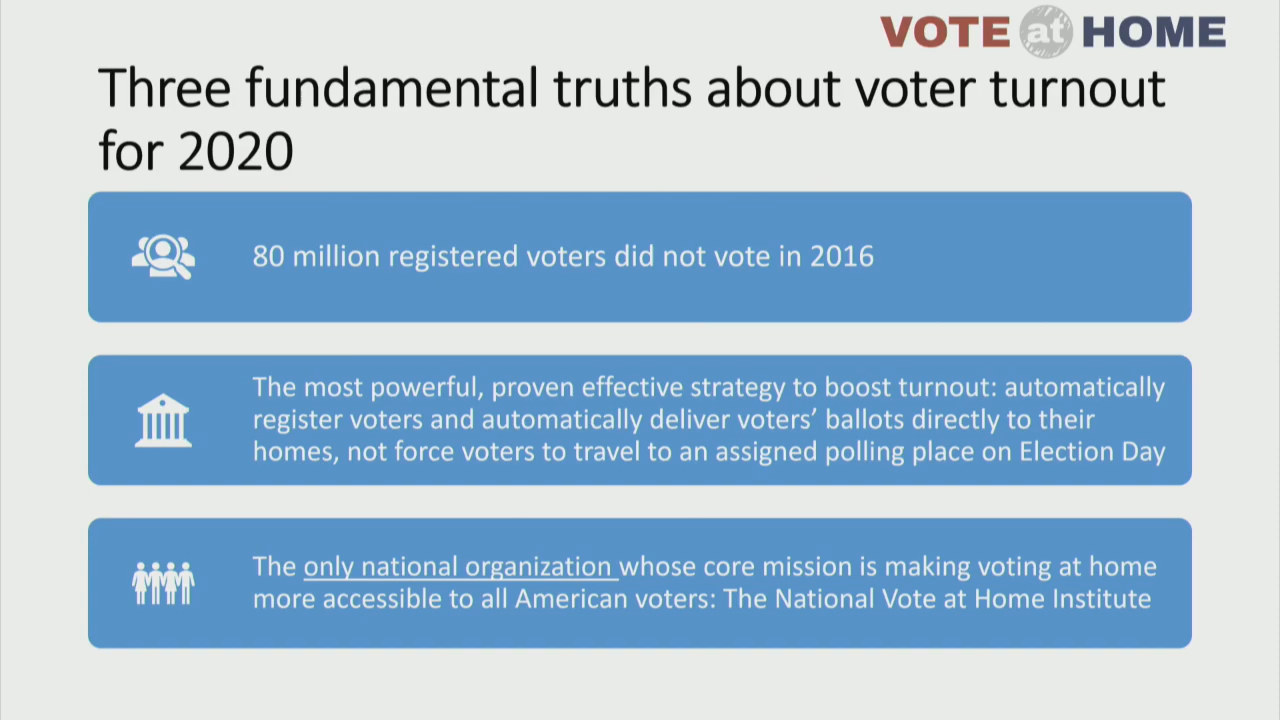 VOTE at HOME
Three fundamental truths about voter turnout
for 2020
80 million registered voters did not vote in 2016
The most powerful, proven effective strategy to boost turnout: automatically
register voters and automatically deliver voters’ ballots directly to their
homes, not force voters to travel to an assigned polling place on Election Day
The only national organization whose core mission is making voting at home
more accessible to all American voters: The National Vote at Home Institute